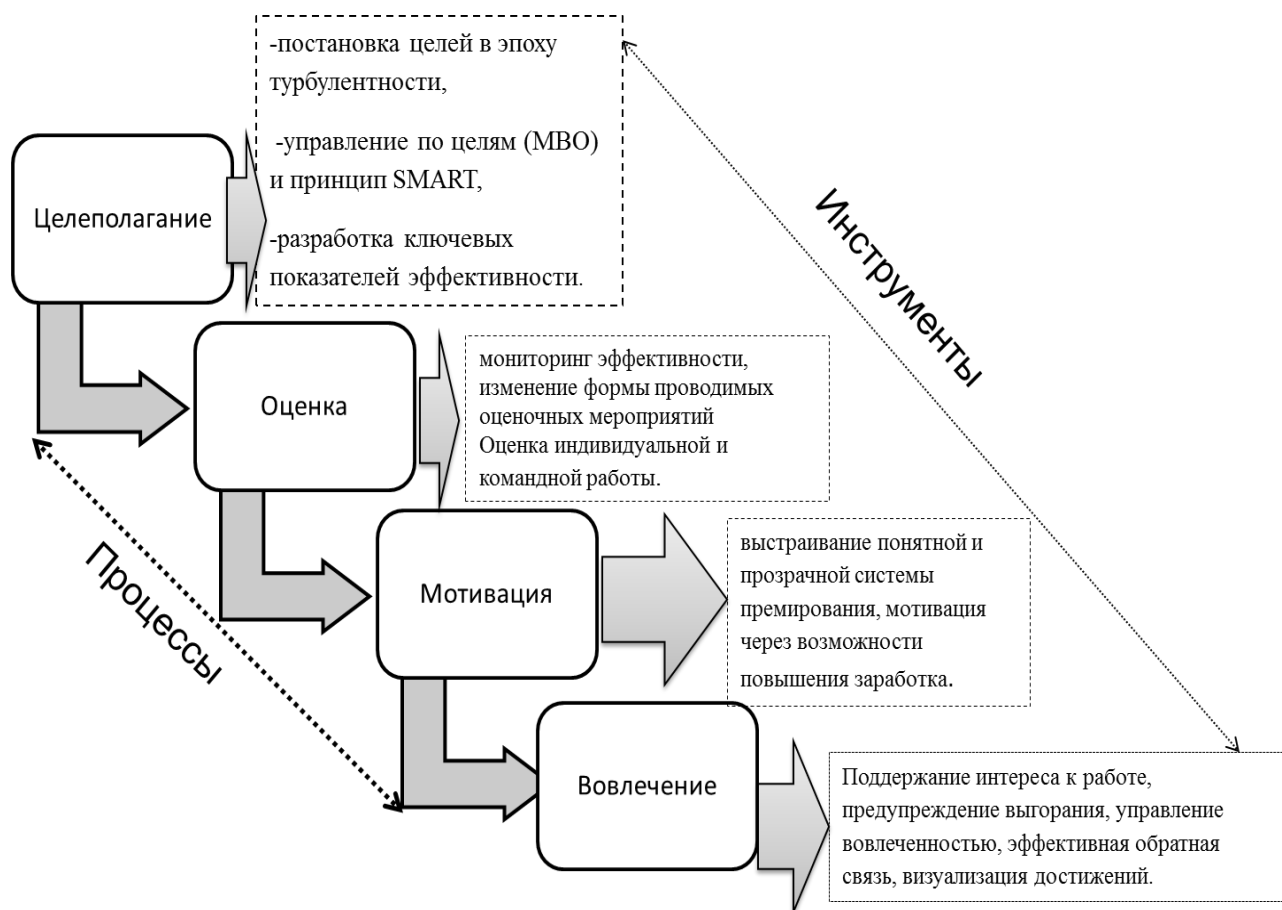 -постановка целей в эпоху
турбулентности,
-управление по целям (МВО)
и принцип SMART,
-разработка ключевых
показателей эффективности.
Целеполагание
Инструменты
Оценка
мониторинг эффективности,
изменение формы проводимых
оценочных мероприятий
Оценка индивидуальной и
командной работы.
Процессы
Мотивация
выстраивание понятной и
прозрачной системы
премирования, мотивация
через возможности
повышения заработка.
Вовлечение
Поддержание интереса к работе,
предупреждение выгорания, управление
вовлеченностью, эффективная обратная
связь, визуализация достижений.